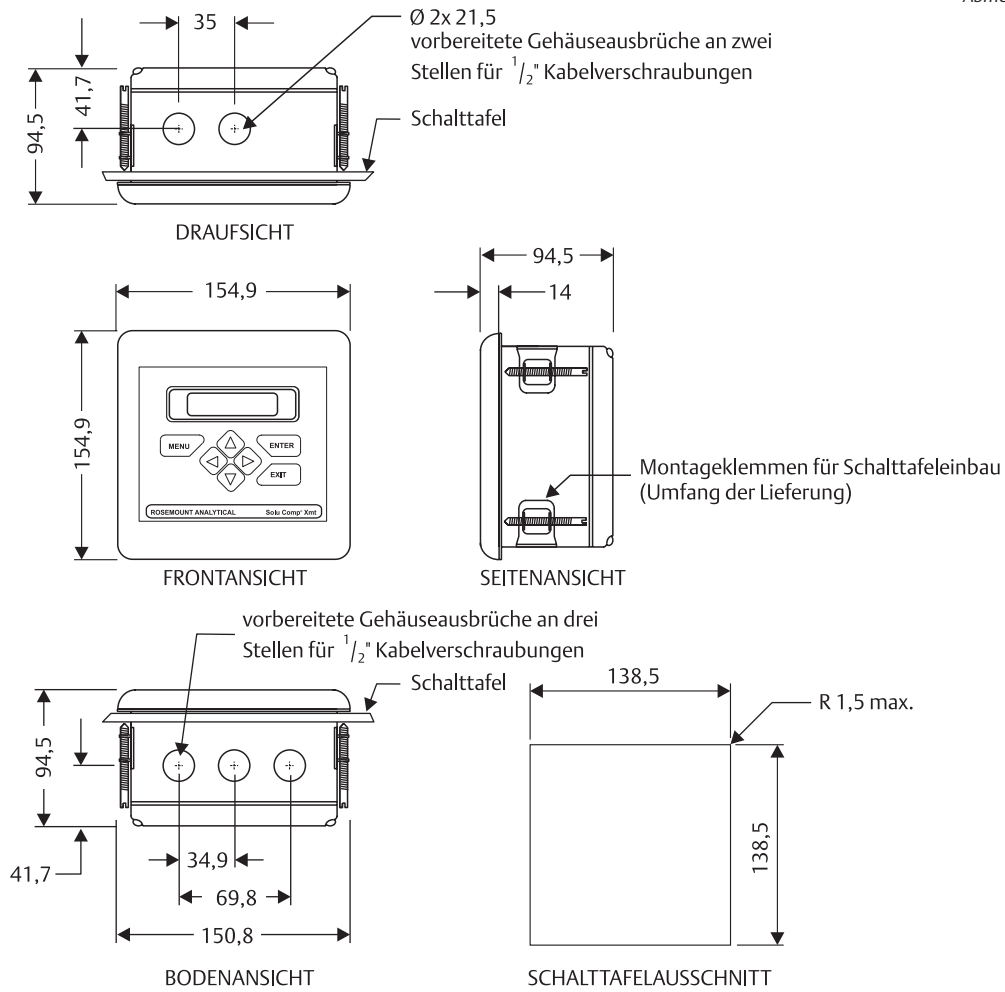 35
Ø 2x 21,5
vorbereitete Gehäuseausbrüche an zwei
Stellen für 1/2" Kabelverschraubungen
Schalttafel
94,5
41,7
DRAUFSICHT
154,9
154,9
MENU
ENTER
EXIT
ROSEMOUNT ANALYTICAL
Solu Comp' Xmt
FRONTANSICHT
94,5
14
Montageklemmen für Schalttafeleinbau
(Umfang der Lieferung)
SEITENANSICHT
vorbereitete Gehäuseausbrüche an drei
Stellen für 1/2" Kabelverschraubungen
Schalttafel
94,5
41,7
34,9
69,8
150,8
BODENANSICHT
138,5
R 1,5 max.
138,5
SCHALTTAFELAUSSCHNITT